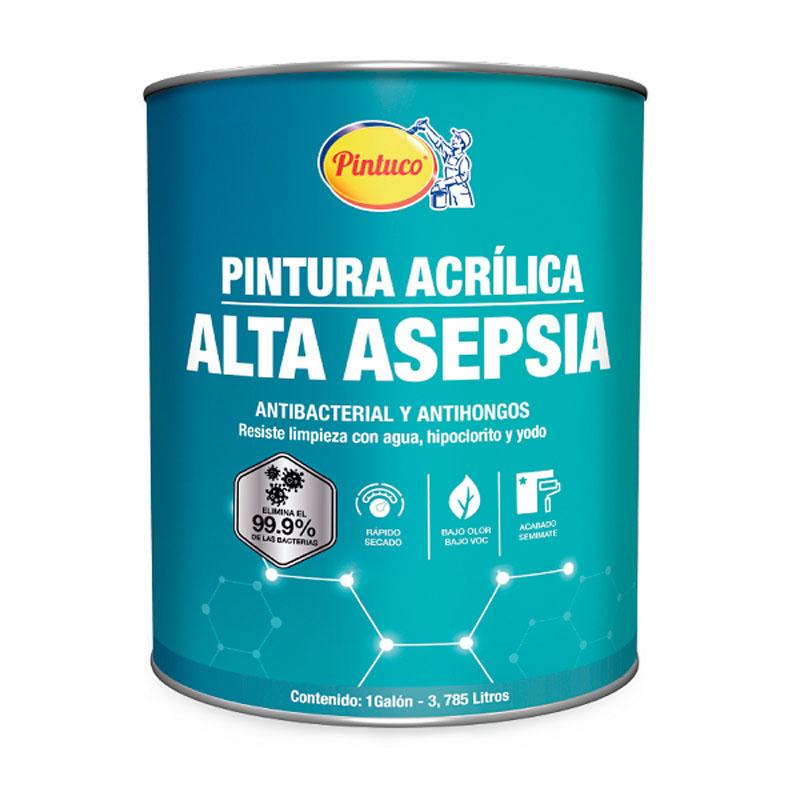 Pintuco®
PINTURA ACRÍLICA
ALTA ASEPSIA
ANTIBACTERIAL Y ANTIHONGOS
Resiste limpieza con agua, hipoclorito y yodo
ELIMINA EL
99.9%
DE LAS BACTERIAS
RÁPIDO
SECADO
BAJO OLOR
BAJO VOC
ACABADO
SEMIMATE
Contenido: 1Galón - 3, 785 Litros